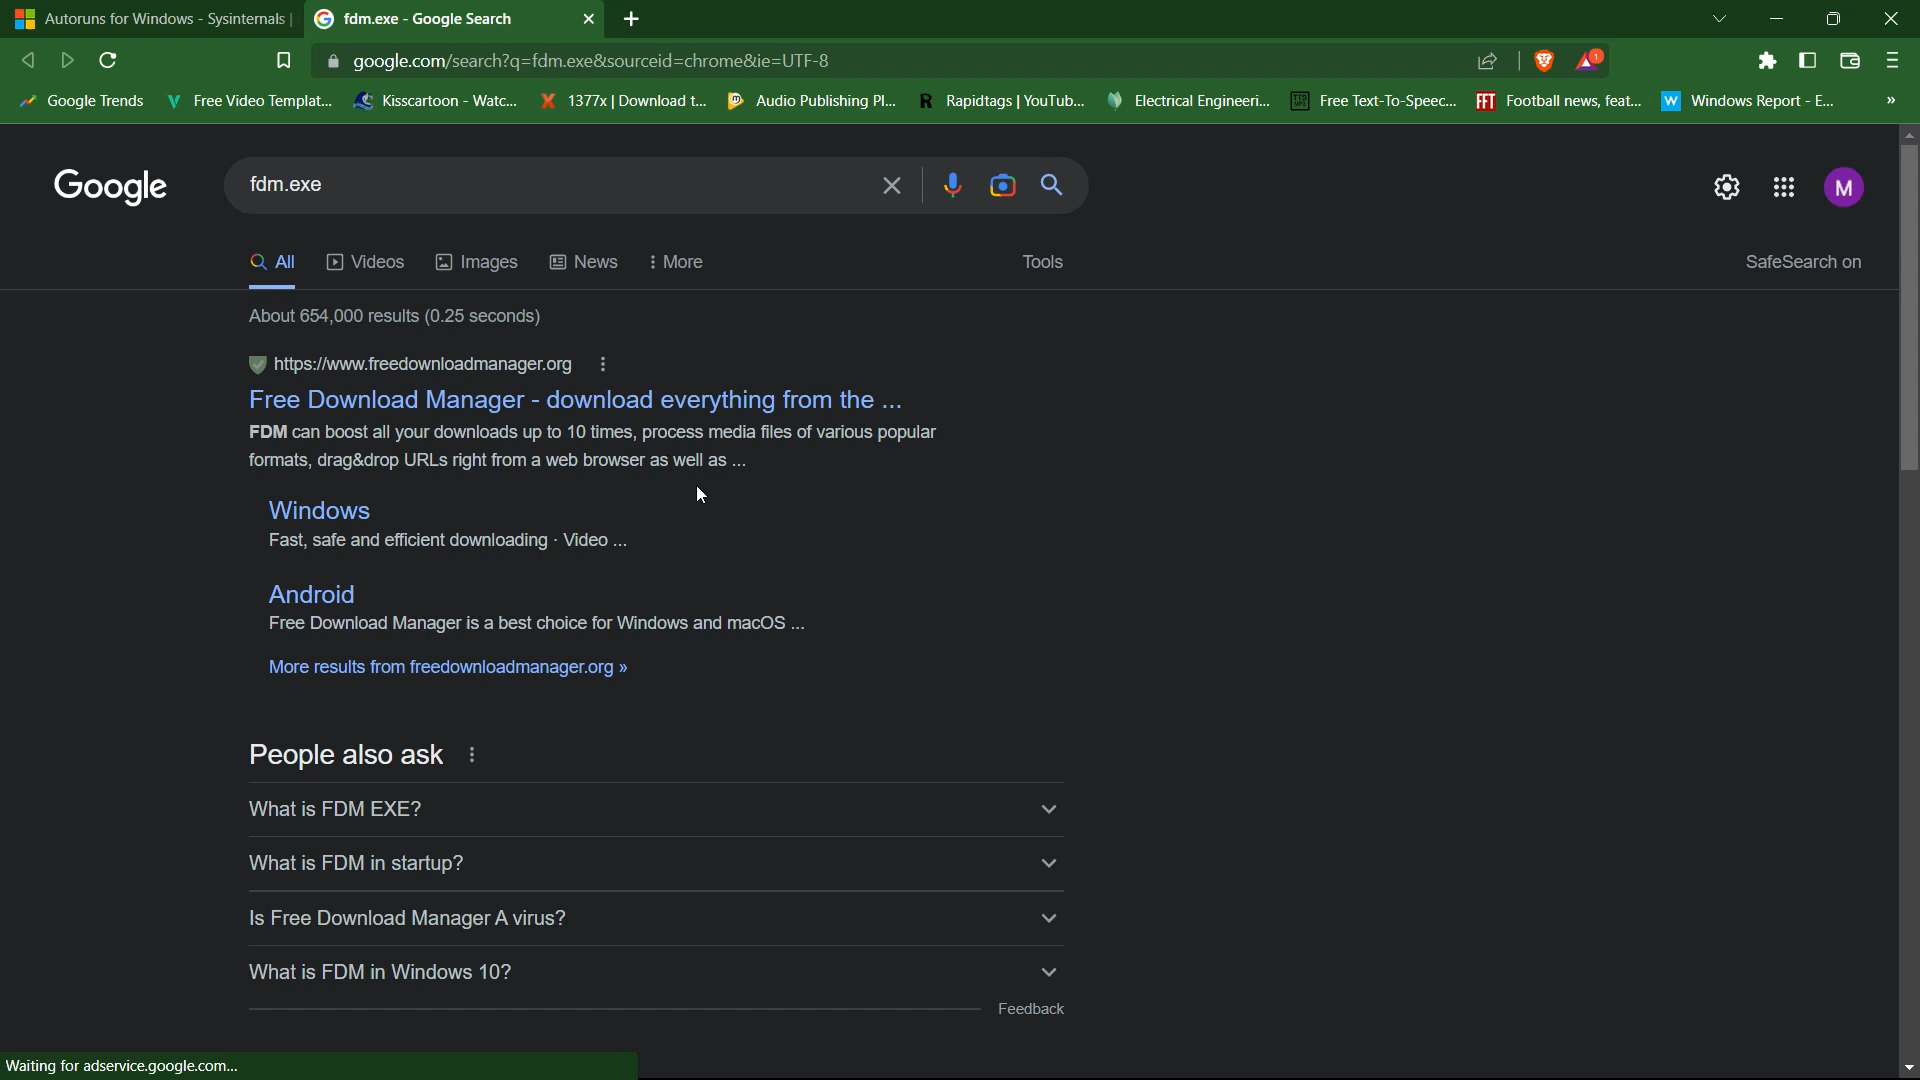 Autoruns for Windows - Sysinternals |
fdm.exe - Google Search
google.com/search?q=fdm.exe&sourceid=chrome&ie=UTF-8
1
Google Trends
V Free Video Templat...
Kisscartoon - Watc...
X 1377x | Download t...
Audio Publishing Pl...
R Rapidtags | YouTub...
Electrical Engineeri...
Free Text-To-Speec...
FFT Football news, feat...
W Windows Report - E...
»
Google
fdm.exe
M
All
Videos
Images
News
More
Tools
SafeSearch on
About 654,000 results (0.25 seconds)
https://www.freedownloadmanager.org
Free Download Manager - download everything from the ...
FDM can boost all your downloads up to 10 times, process media files of various popular
formats, drag&drop URLs right from a web browser as well as ...
Windows
Fast, safe and efficient downloading · Video ...
Android
Free Download Manager is a best choice for Windows and macOS ...
More results from freedownloadmanager.org »
People also ask
What is FDM EXE?
What is FDM in startup?
Is Free Download Manager A virus?
What is FDM in Windows 10?
Feedback
Waiting for adservice.google.com...